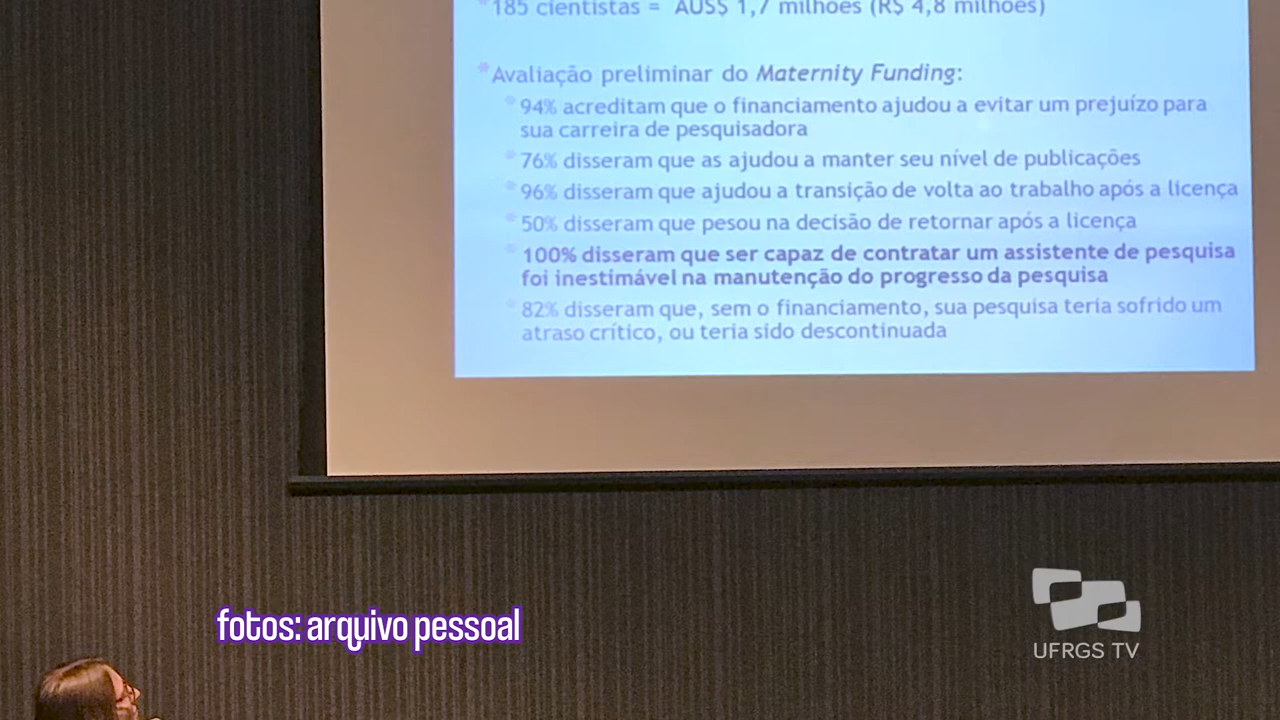 *185 cientistas = AUS$ 1,7 milhões (R$ 4,8 milhões)
*Avaliação preliminar do Maternity Funding:
*94% acreditam que o financiamento ajudou a evitar um prejuízo para
sua carreira de pesquisadora
*76% disseram que as ajudou a manter seu nível de publicações
*96% disseram que ajudou a transição de volta ao trabalho após a licença
*50% disseram que pesou na decisão de retornar após a licença
*100% disseram que ser capaz de contratar um assistente de pesquisa
foi inestimável na manutenção do progresso da pesquisa
*82% disseram que, sem o financiamento, sua pesquisa teria sofrido um
atraso crítico, ou teria sido descontinuada
fotos: arquivo pessoal
UFRGS TV